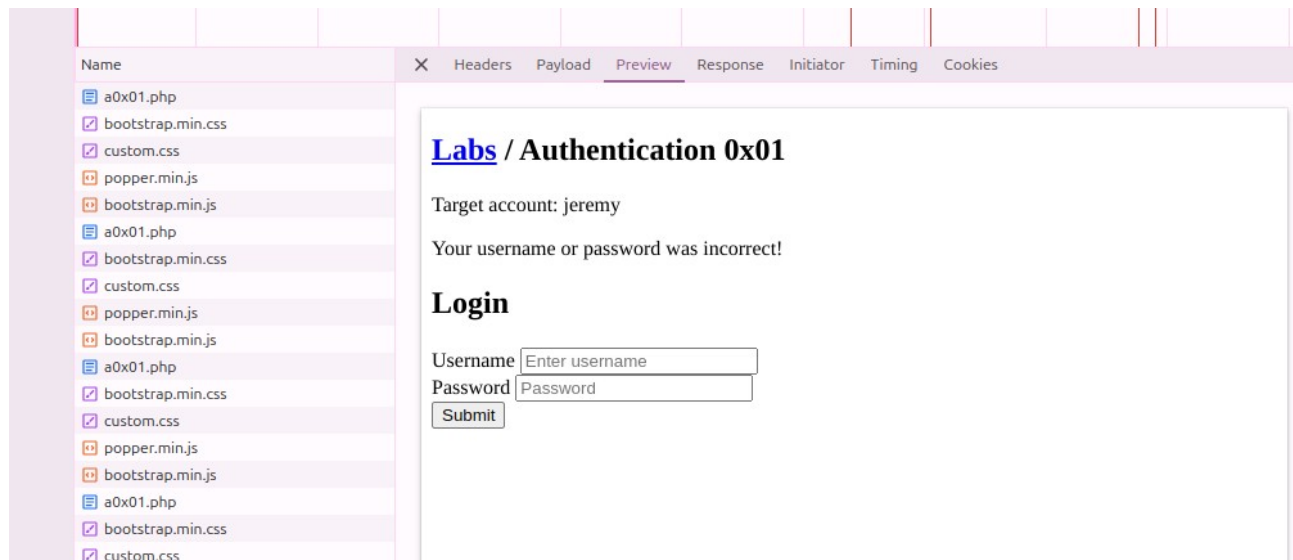 Name
Headers Payload Preview Response Initiator Timing Cookies
a0x01.php
bootstrap.min.css
custom.css
popper.min.js
bootstrap.min.js
a0x01.php
bootstrap.min.css
custom.css
popper.min.js
bootstrap.min.js
a0x01.php
bootstrap.min.css
custom.css
popper.min.js
bootstrap.min.js
a0x01.php
bootstrap.min.css
custom.css
Labs / Authentication 0x01
Target account: jeremy
Your username or password was incorrect!
Login
Username Enter username
Password Password
Submit